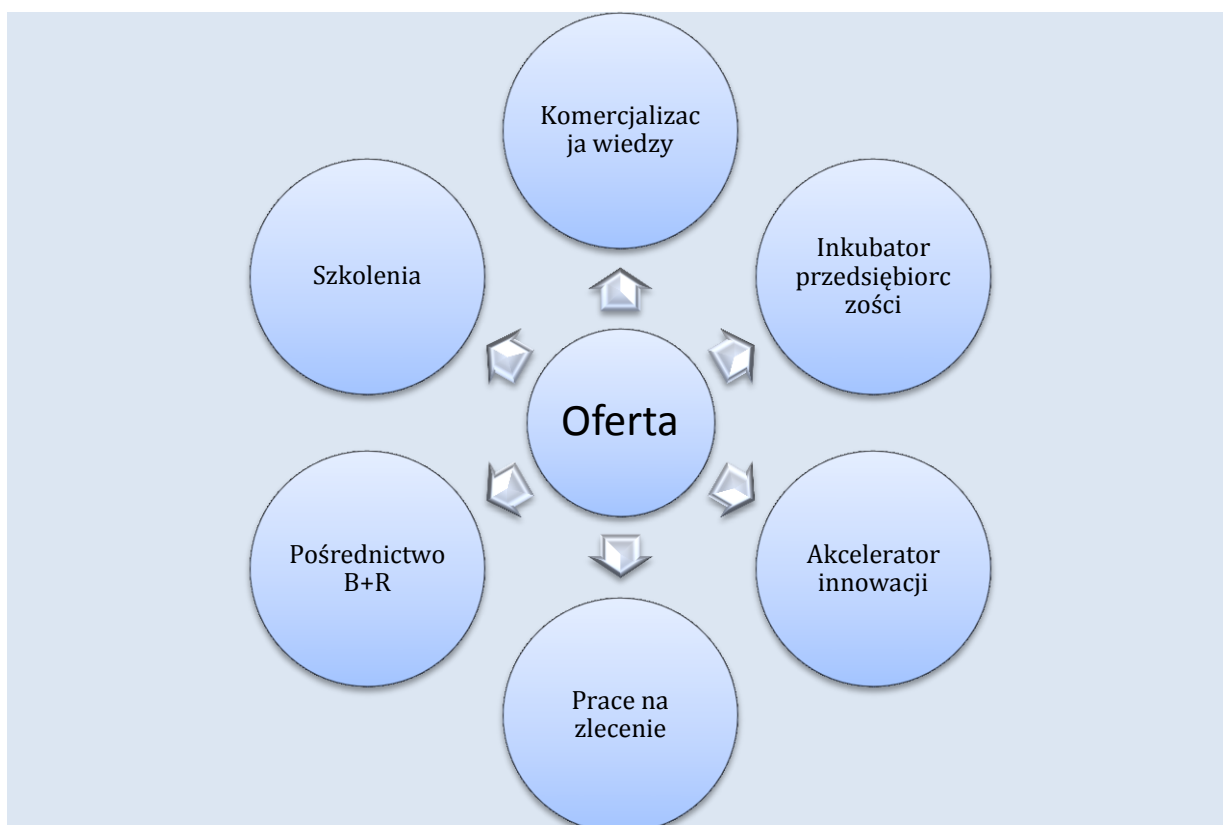 Komercjalizac
ja wiedzy
Inkubator
przedsiębiorc
zości
Szkolenia
Oferta
Pośrednictwo
B+R
Akcelerator
innowacji
Prace na
zlecenie